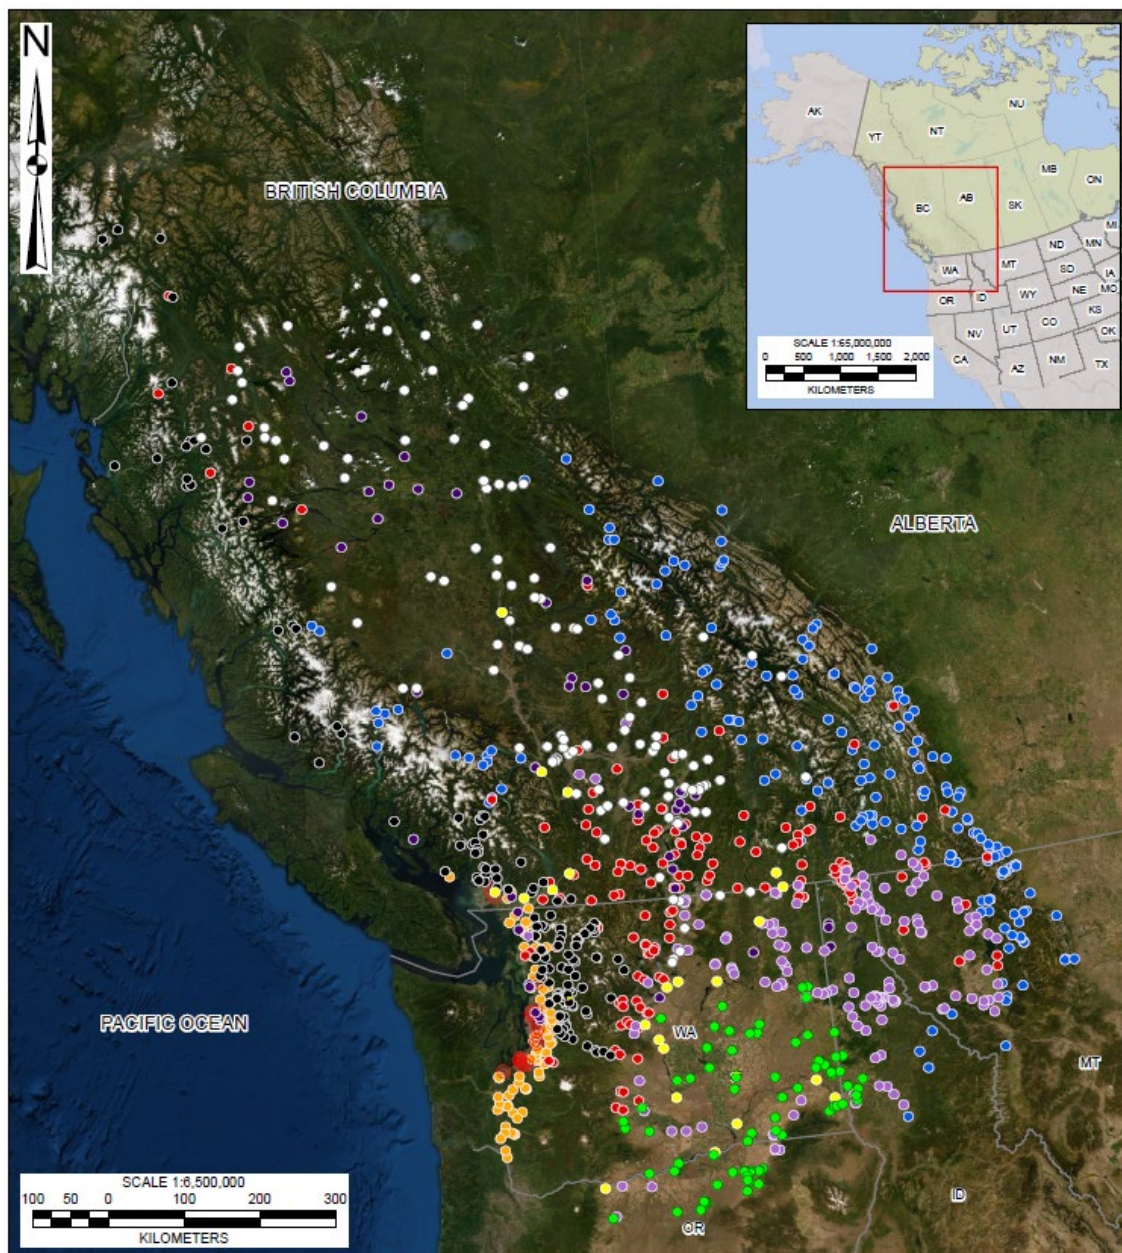 N
BRITISH COLUMBIA
ALBERTA
PACIFIC OCEAN
WA
MT
ID
OR
AK
YT
NT
NU
BC
AB
SK
MB
ON
WA
MT
ND
MN
MI
OR
ID
WY
SD
IA
NE
MO
NV
UT
CO
KS
OK
CA
AZ
NM
TX
SCALE 1:65,000,000
0 500 1,000 1,500 2,000
KILOMETERS
SCALE 1:6,500,000
100 50 0 100 200 300
KILOMETERS